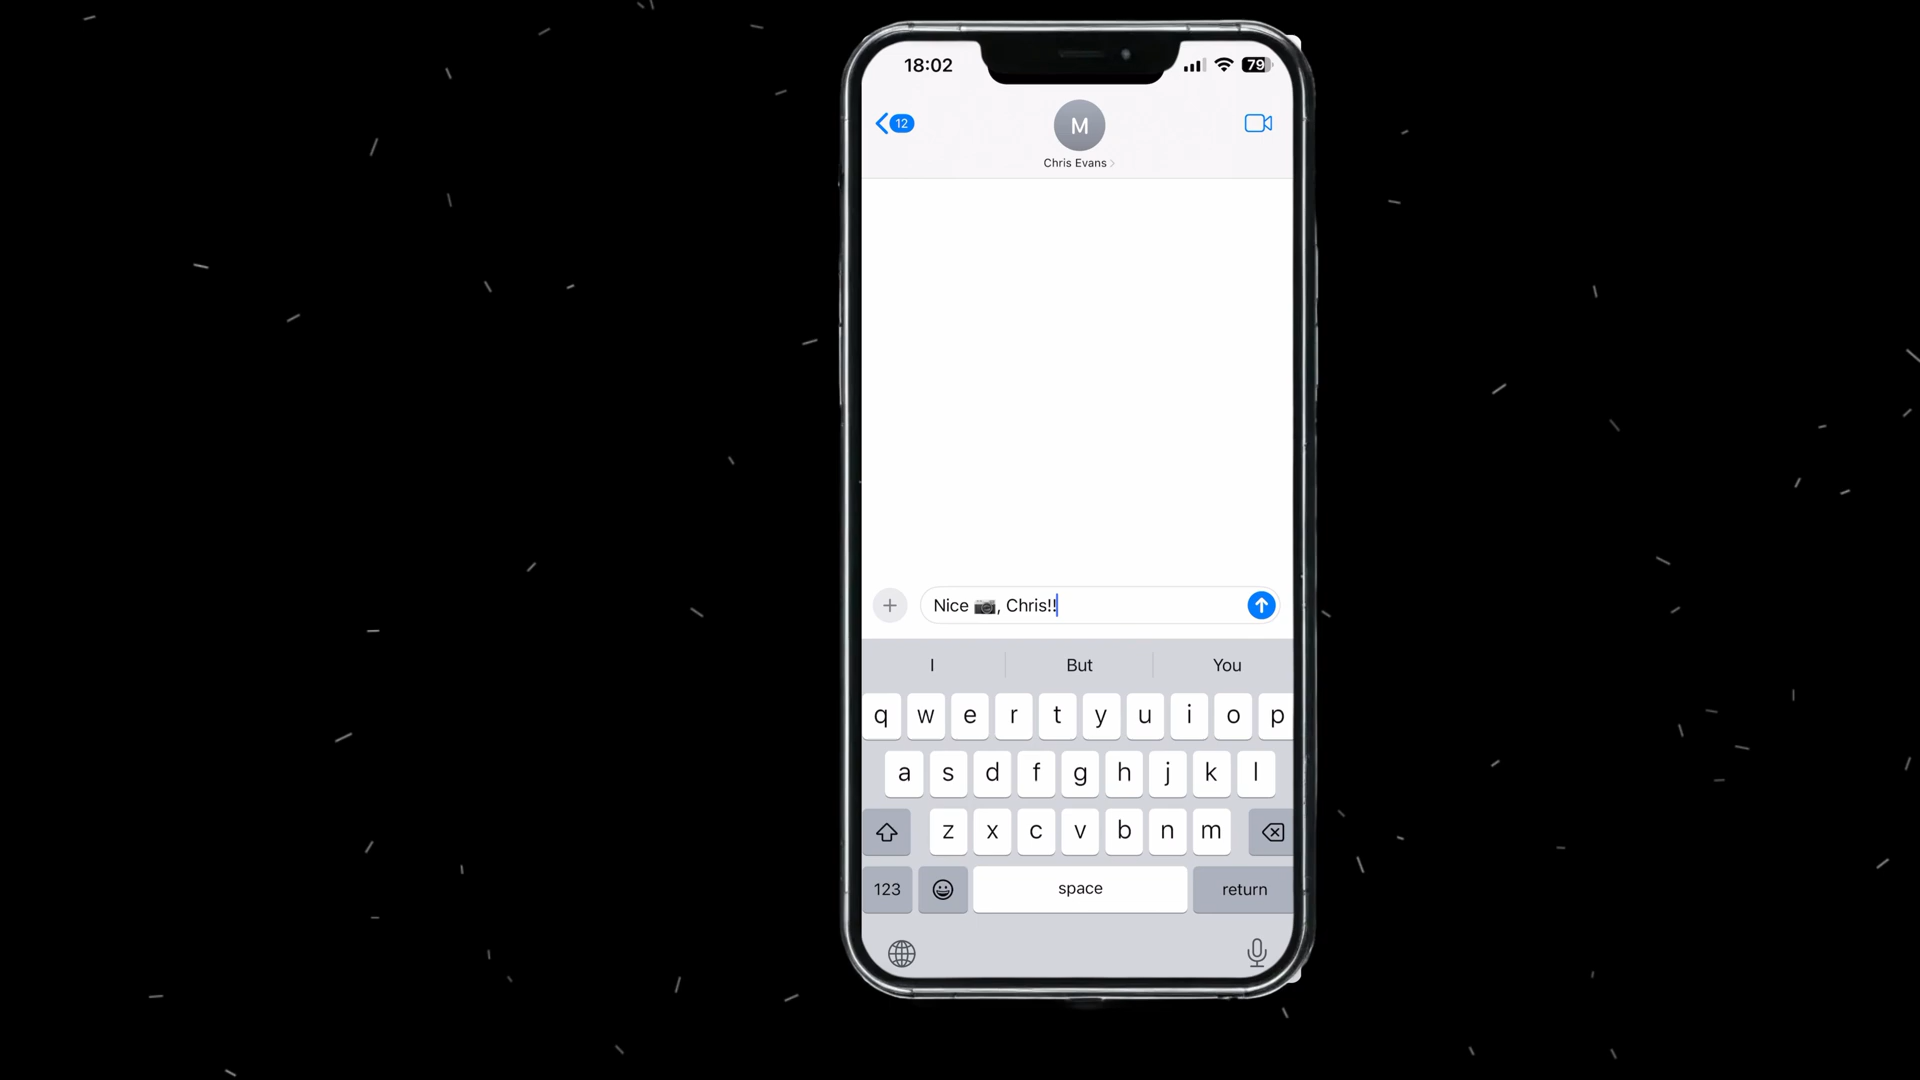 18:02
79
12
M
Chris Evans
Nice 📷, Chris!!
I But You
q w e r t y u i o p
a s d f g h j k l
z x c v b n m
123 space return